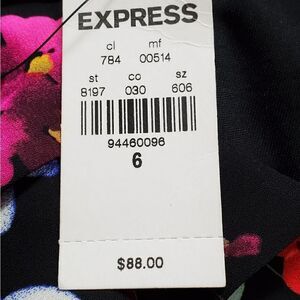 EXPRESS
cl mf
784 00514
st co sz
8197 030 606
94460096
6
$88.00